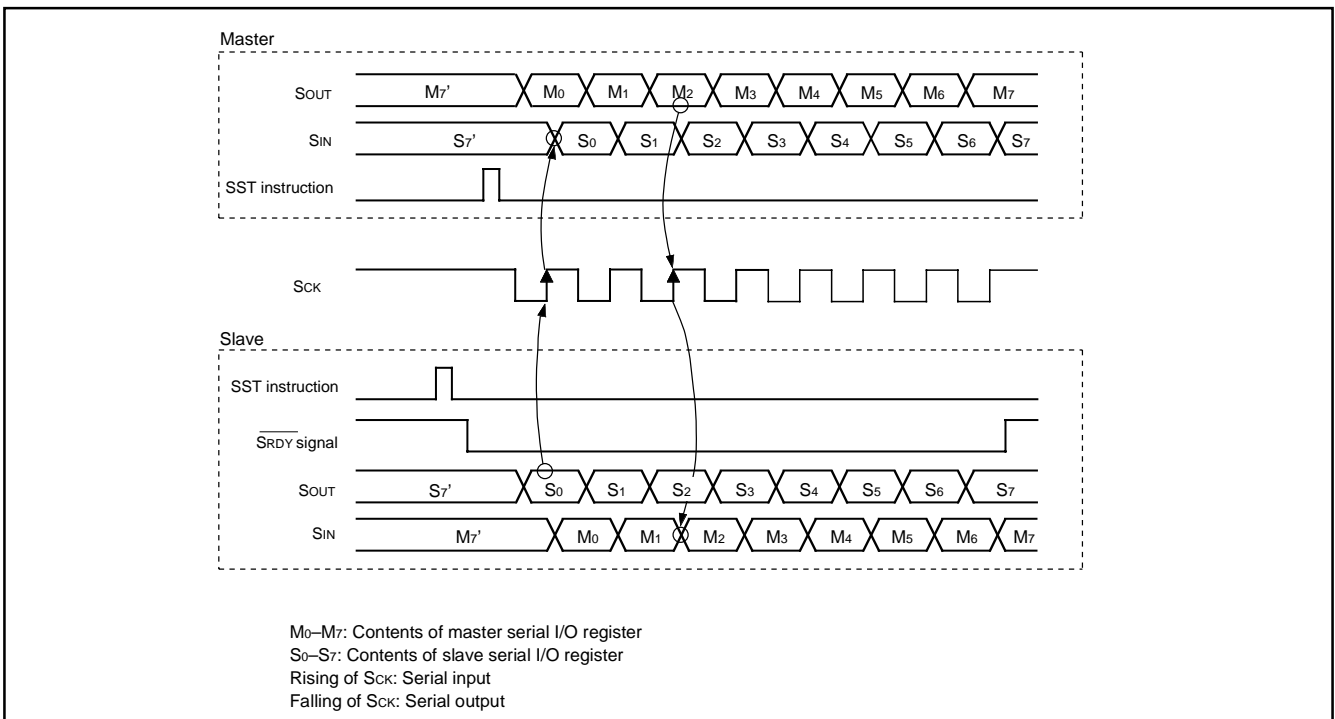 Master
SOUT M7' M0 M1 M2 M3 M4 M5 M6 M7
SIN S7' S0 S1 S2 S3 S4 S5 S6 S7
SST instruction
SCK
Slave
SST instruction
SRDY signal
SOUT S7' S0 S1 S2 S3 S4 S5 S6 S7
SIN M7' M0 M1 M2 M3 M4 M5 M6 M7
M0–M7: Contents of master serial I/O register
S0–S7: Contents of slave serial I/O register
Rising of SCK: Serial input
Falling of SCK: Serial output